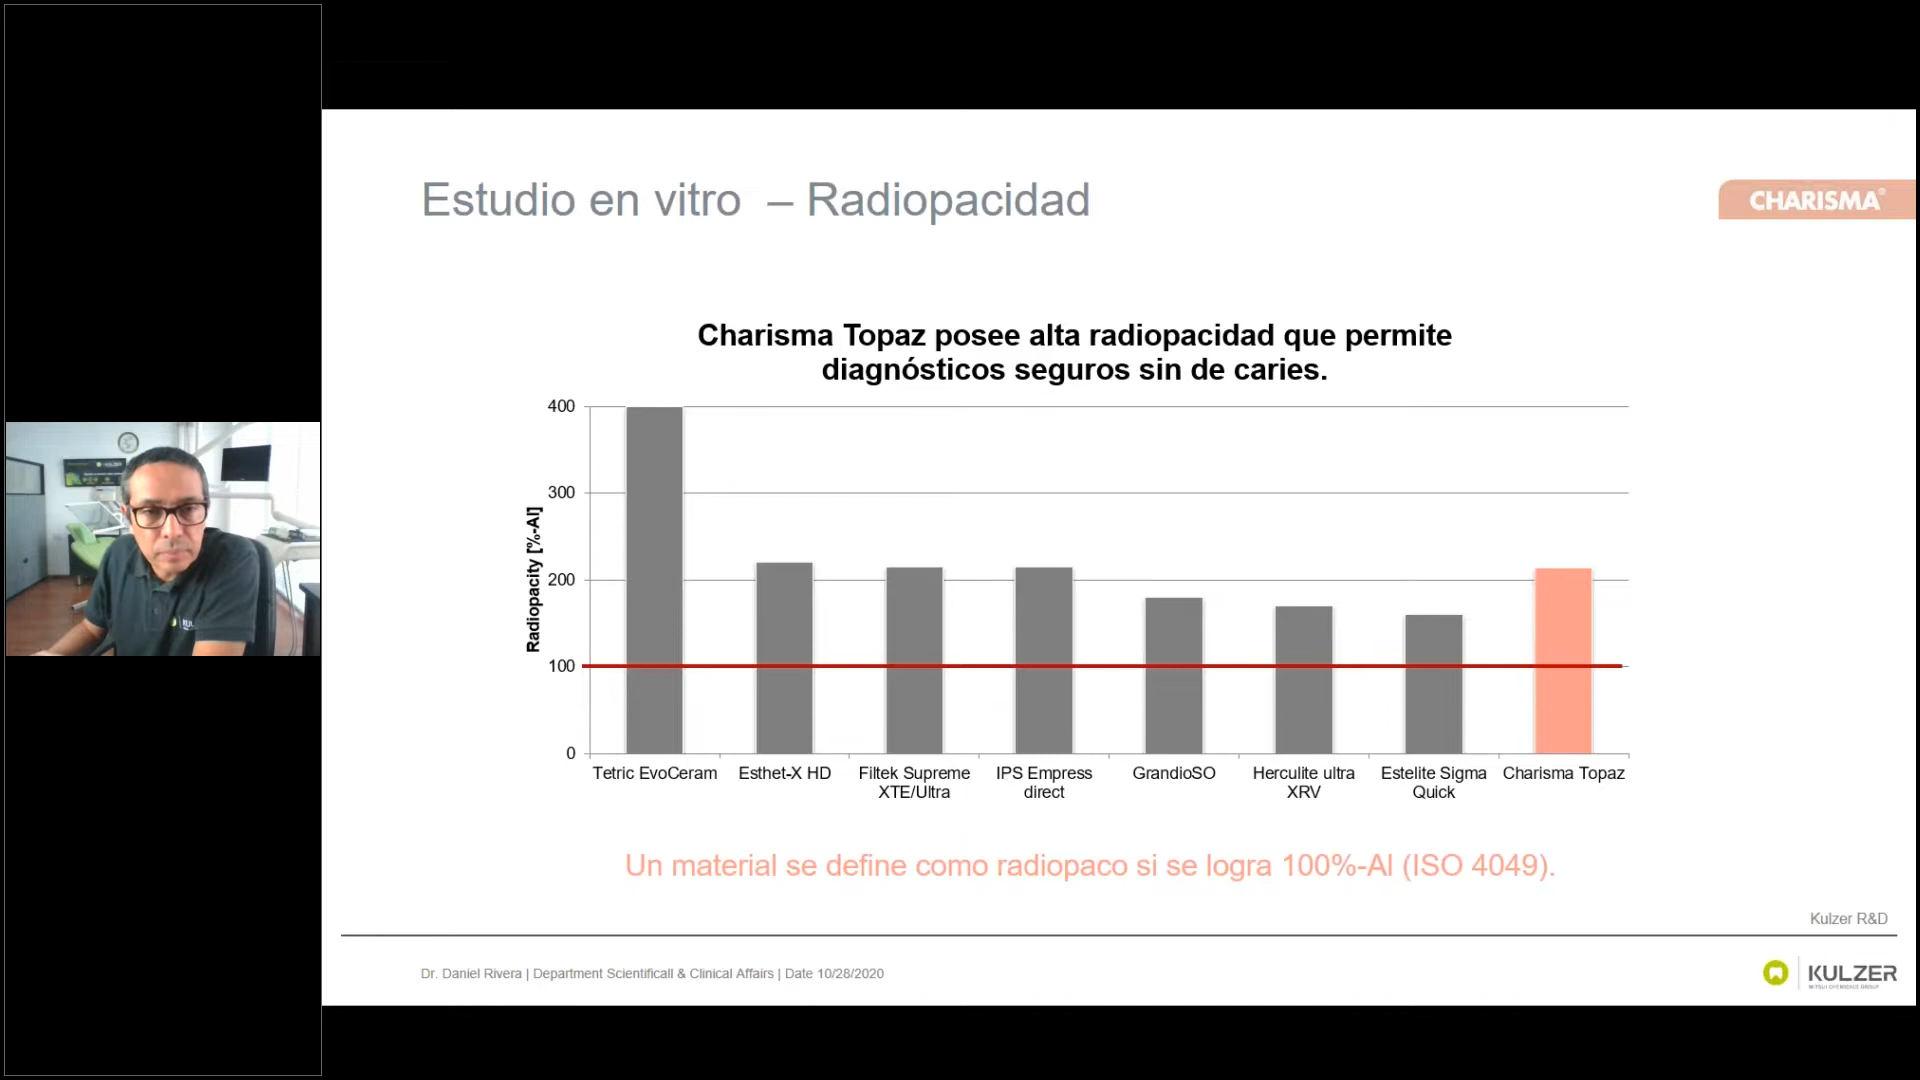 Estudio en vitro – Radiopacidad
CHARISMA®
Charisma Topaz posee alta radiopacidad que permite
diagnósticos seguros sin de caries.
400
300
200
100
0
Radiopacity [%-Al]
Tetric EvoCeram
Esthet-X HD
Filtek Supreme
XTE/Ultra
IPS Empress
direct
GrandioSO
Herculite ultra
XRV
Estelite Sigma
Quick
Charisma Topaz
Un material se define como radiopaco si se logra 100%-Al (ISO 4049).
Kulzer R&D
Dr. Daniel Rivera | Department Scientificall & Clinical Affairs | Date 10/28/2020
KULZER
MITSUI CHEMICALS GROUP